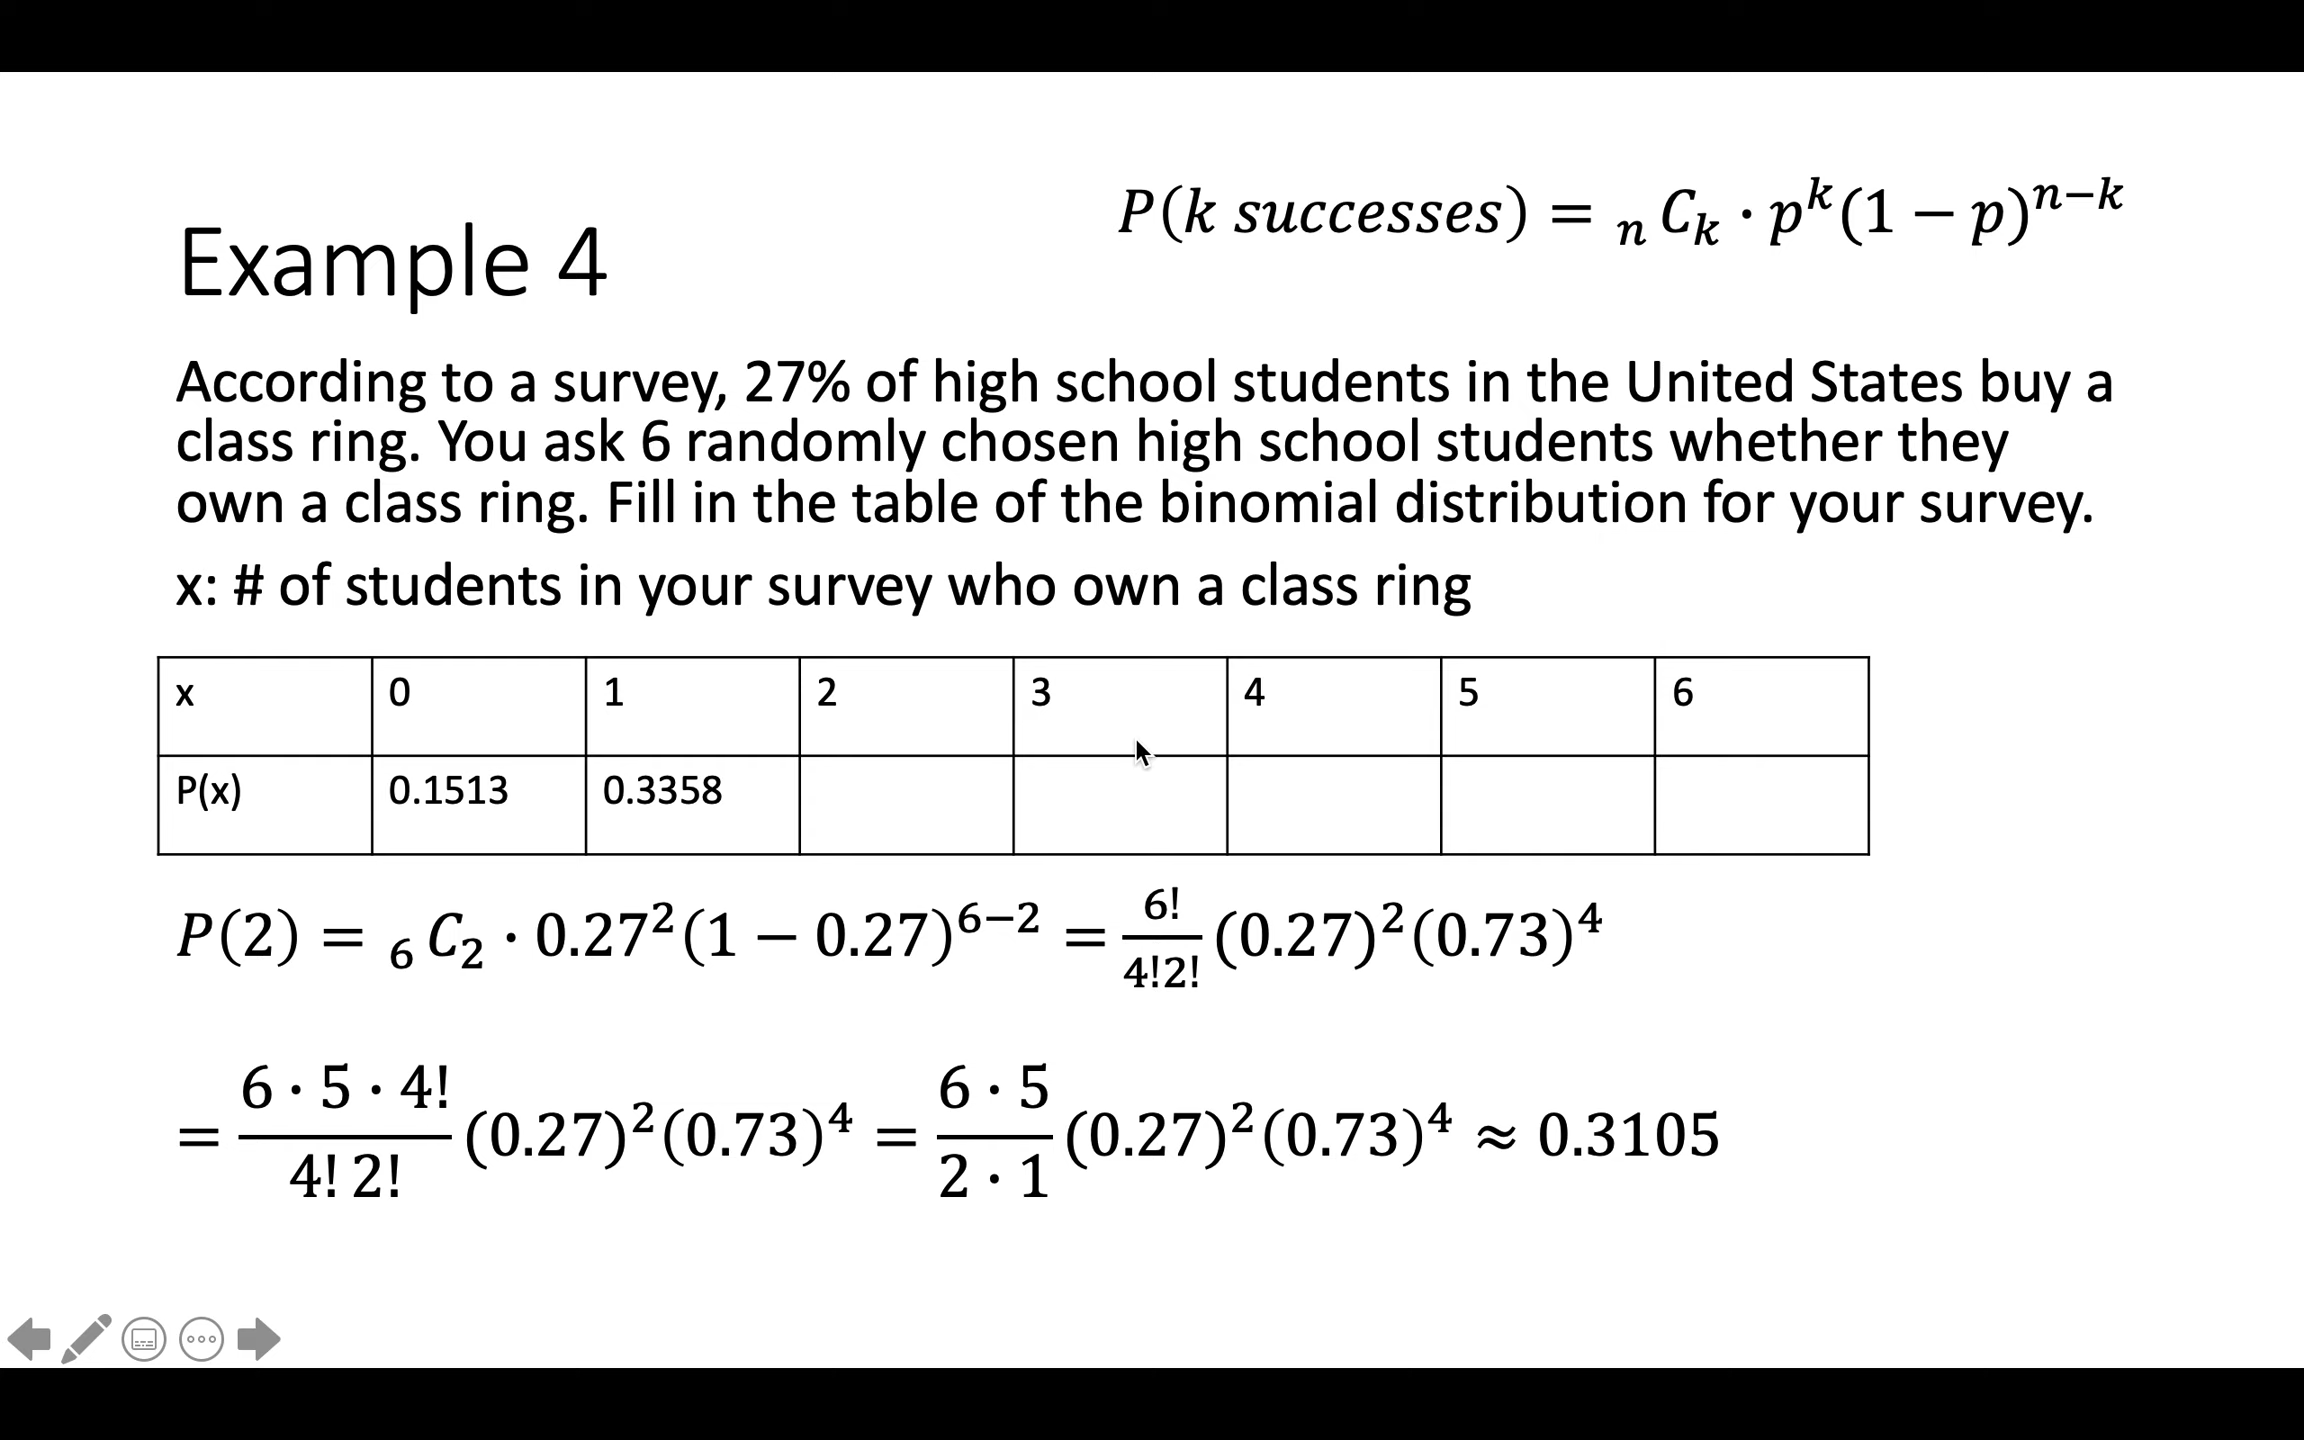 P(k successes) = ₙCₖ · pᵏ(1 − p)ⁿ⁻ᵏ
Example 4
According to a survey, 27% of high school students in the United States buy a
class ring. You ask 6 randomly chosen high school students whether they
own a class ring. Fill in the table of the binomial distribution for your survey.
x: # of students in your survey who own a class ring
x 0 1 2 3 4 5 6
P(x) 0.1513 0.3358
P(2) = ₆C₂ · 0.27²(1 − 0.27)⁶⁻² = 6!/4!2! (0.27)²(0.73)⁴
= 6 · 5 · 4!/4! 2! (0.27)²(0.73)⁴ = 6 · 5/2 · 1 (0.27)²(0.73)⁴ ≈ 0.3105